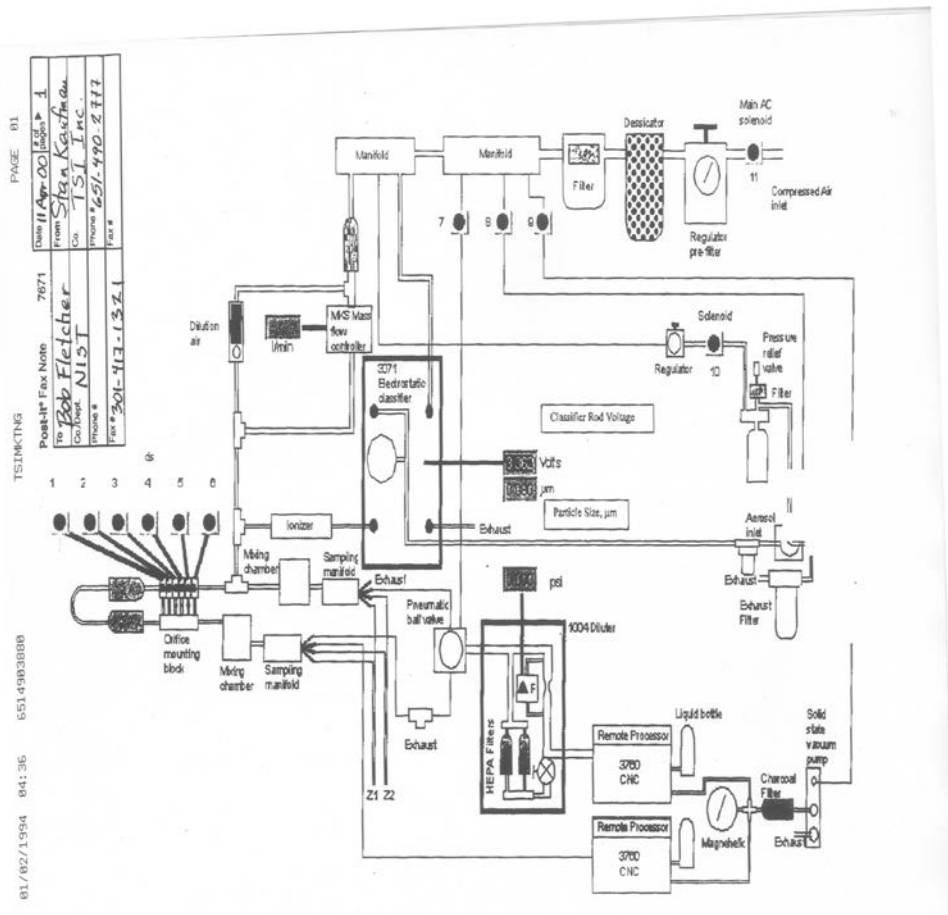 PAGE 01
TSIMKTNG
6514903880
01/02/1994 04:36
Post-it® Fax Note 7671
Date 11 Apr 00 # of pages ▶ 1
To Bob Fletcher
From Stan Kaufman
Co./Dept. NIST
Co. TSI Inc.
Phone #
Phone # 651-490-2777
Fax # 301-417-1321
Fax #
Main AC
solenoid
11
Compressed Air
inlet
Dessicator
Regulator
pre-filter
Filter
Manifold
Manifold
7
8
9
Dilution
air
l/min
MKS Mass
flow
controller
Solenoid
Regulator
10
Pressure
relief
valve
Filter
3071
Electrostatic
classifier
Classifier Rod Voltage
Volts
µm
Particle Size, µm
Exhaust
Aerosol
inlet
Exhaust
Exhaust
Filter
ds
1 2 3 4 5 6
Ionizer
Mixing
chamber
Sampling
manifold
Exhaust
Pneumatic
ball valve
psi
1004 Diluter
F
HEPA Filters
Orifice
mounting
block
Mixing
chamber
Sampling
manifold
Exhaust
Z1 Z2
Liquid bottle
Remote Processor
3760
CNC
Remote Processor
3760
CNC
Magnehelic
Charcoal
Filter
Solid
state
vacuum
pump
Exhaust